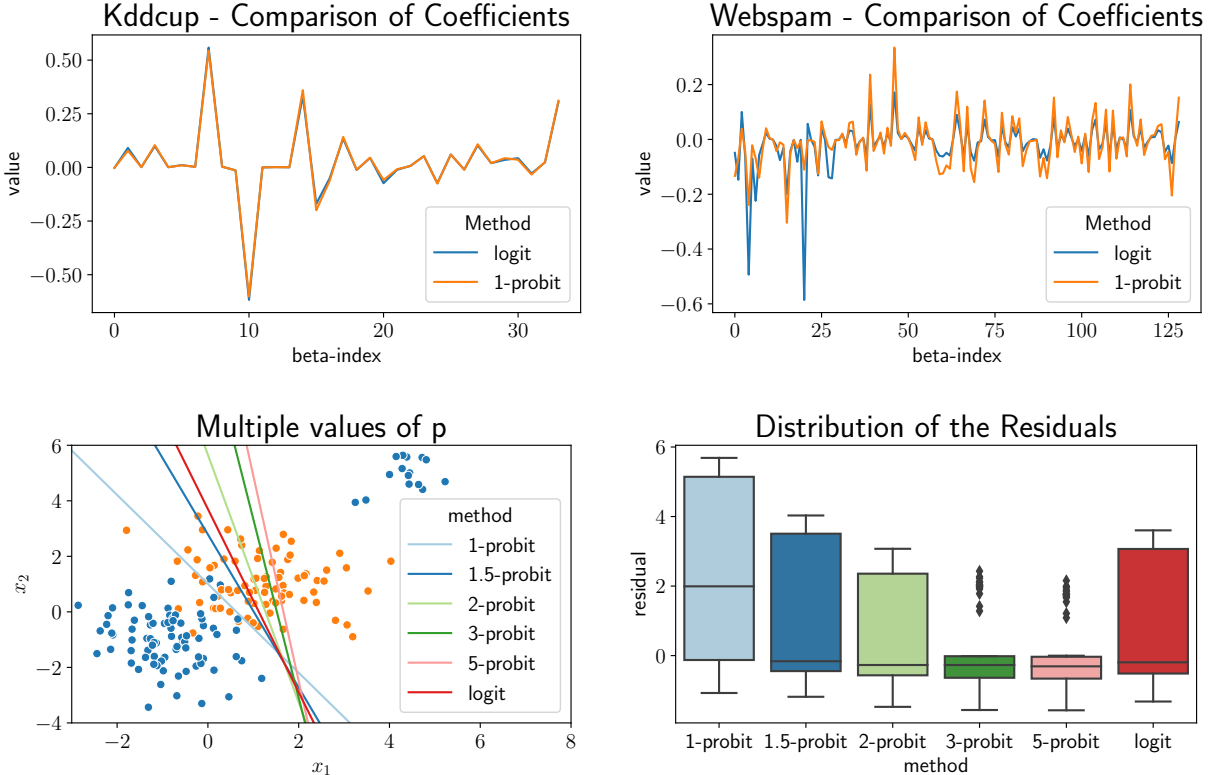 Kddcup - Comparison of Coefficients
value
0.50
0.25
0.00
−0.25
−0.50
0
10
20
30
beta-index
Method
logit
1-probit
Webspam - Comparison of Coefficients
value
0.2
0.0
−0.2
−0.4
−0.6
0
25
50
75
100
125
beta-index
Method
logit
1-probit
Multiple values of p
x2
6
4
2
0
−2
−4
−2
0
2
4
6
8
x1
method
1-probit
1.5-probit
2-probit
3-probit
5-probit
logit
Distribution of the Residuals
residual
6
4
2
0
1-probit
1.5-probit
2-probit
3-probit
5-probit
logit
method